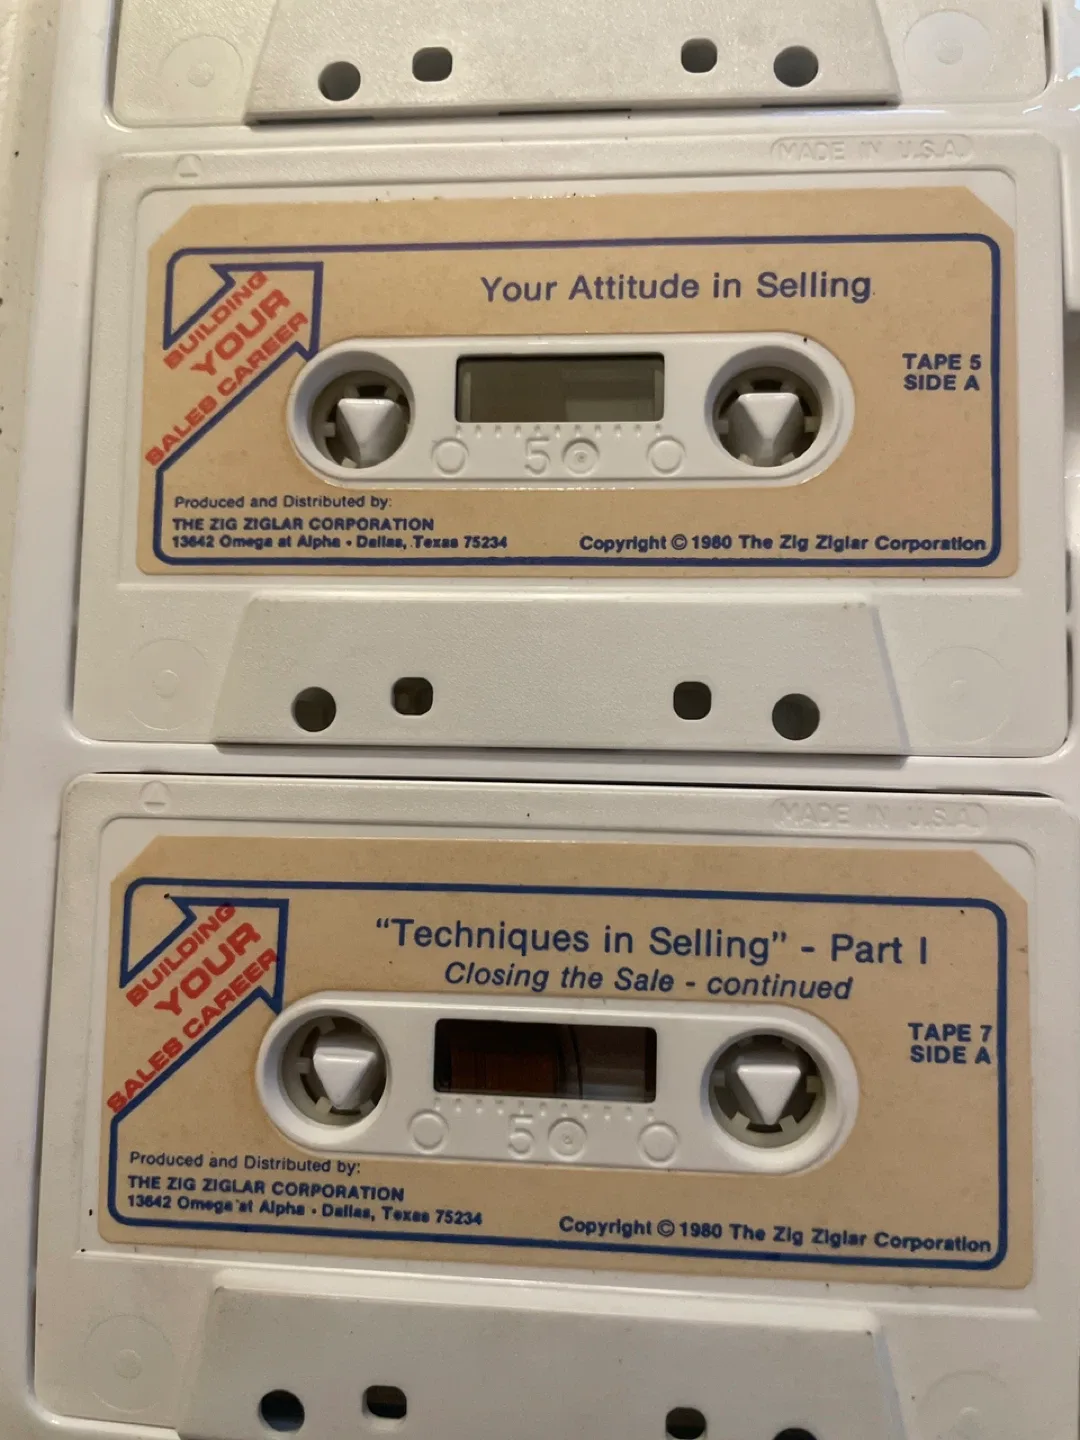 MADE IN U.S.A.
BUILDING
YOUR
SALES CAREER
Your Attitude in Selling
TAPE 5
SIDE A
50
Produced and Distributed by:
THE ZIG ZIGLAR CORPORATION
13642 Omega at Alpha • Dallas, Texas 75234
Copyright © 1980 The Zig Ziglar Corporation
MADE IN U.S.A.
BUILDING
YOUR
SALES CAREER
"Techniques in Selling" - Part I
Closing the Sale - continued
TAPE 7
SIDE A
50
Produced and Distributed by:
THE ZIG ZIGLAR CORPORATION
13642 Omega at Alpha • Dallas, Texas 75234
Copyright © 1980 The Zig Ziglar Corporation